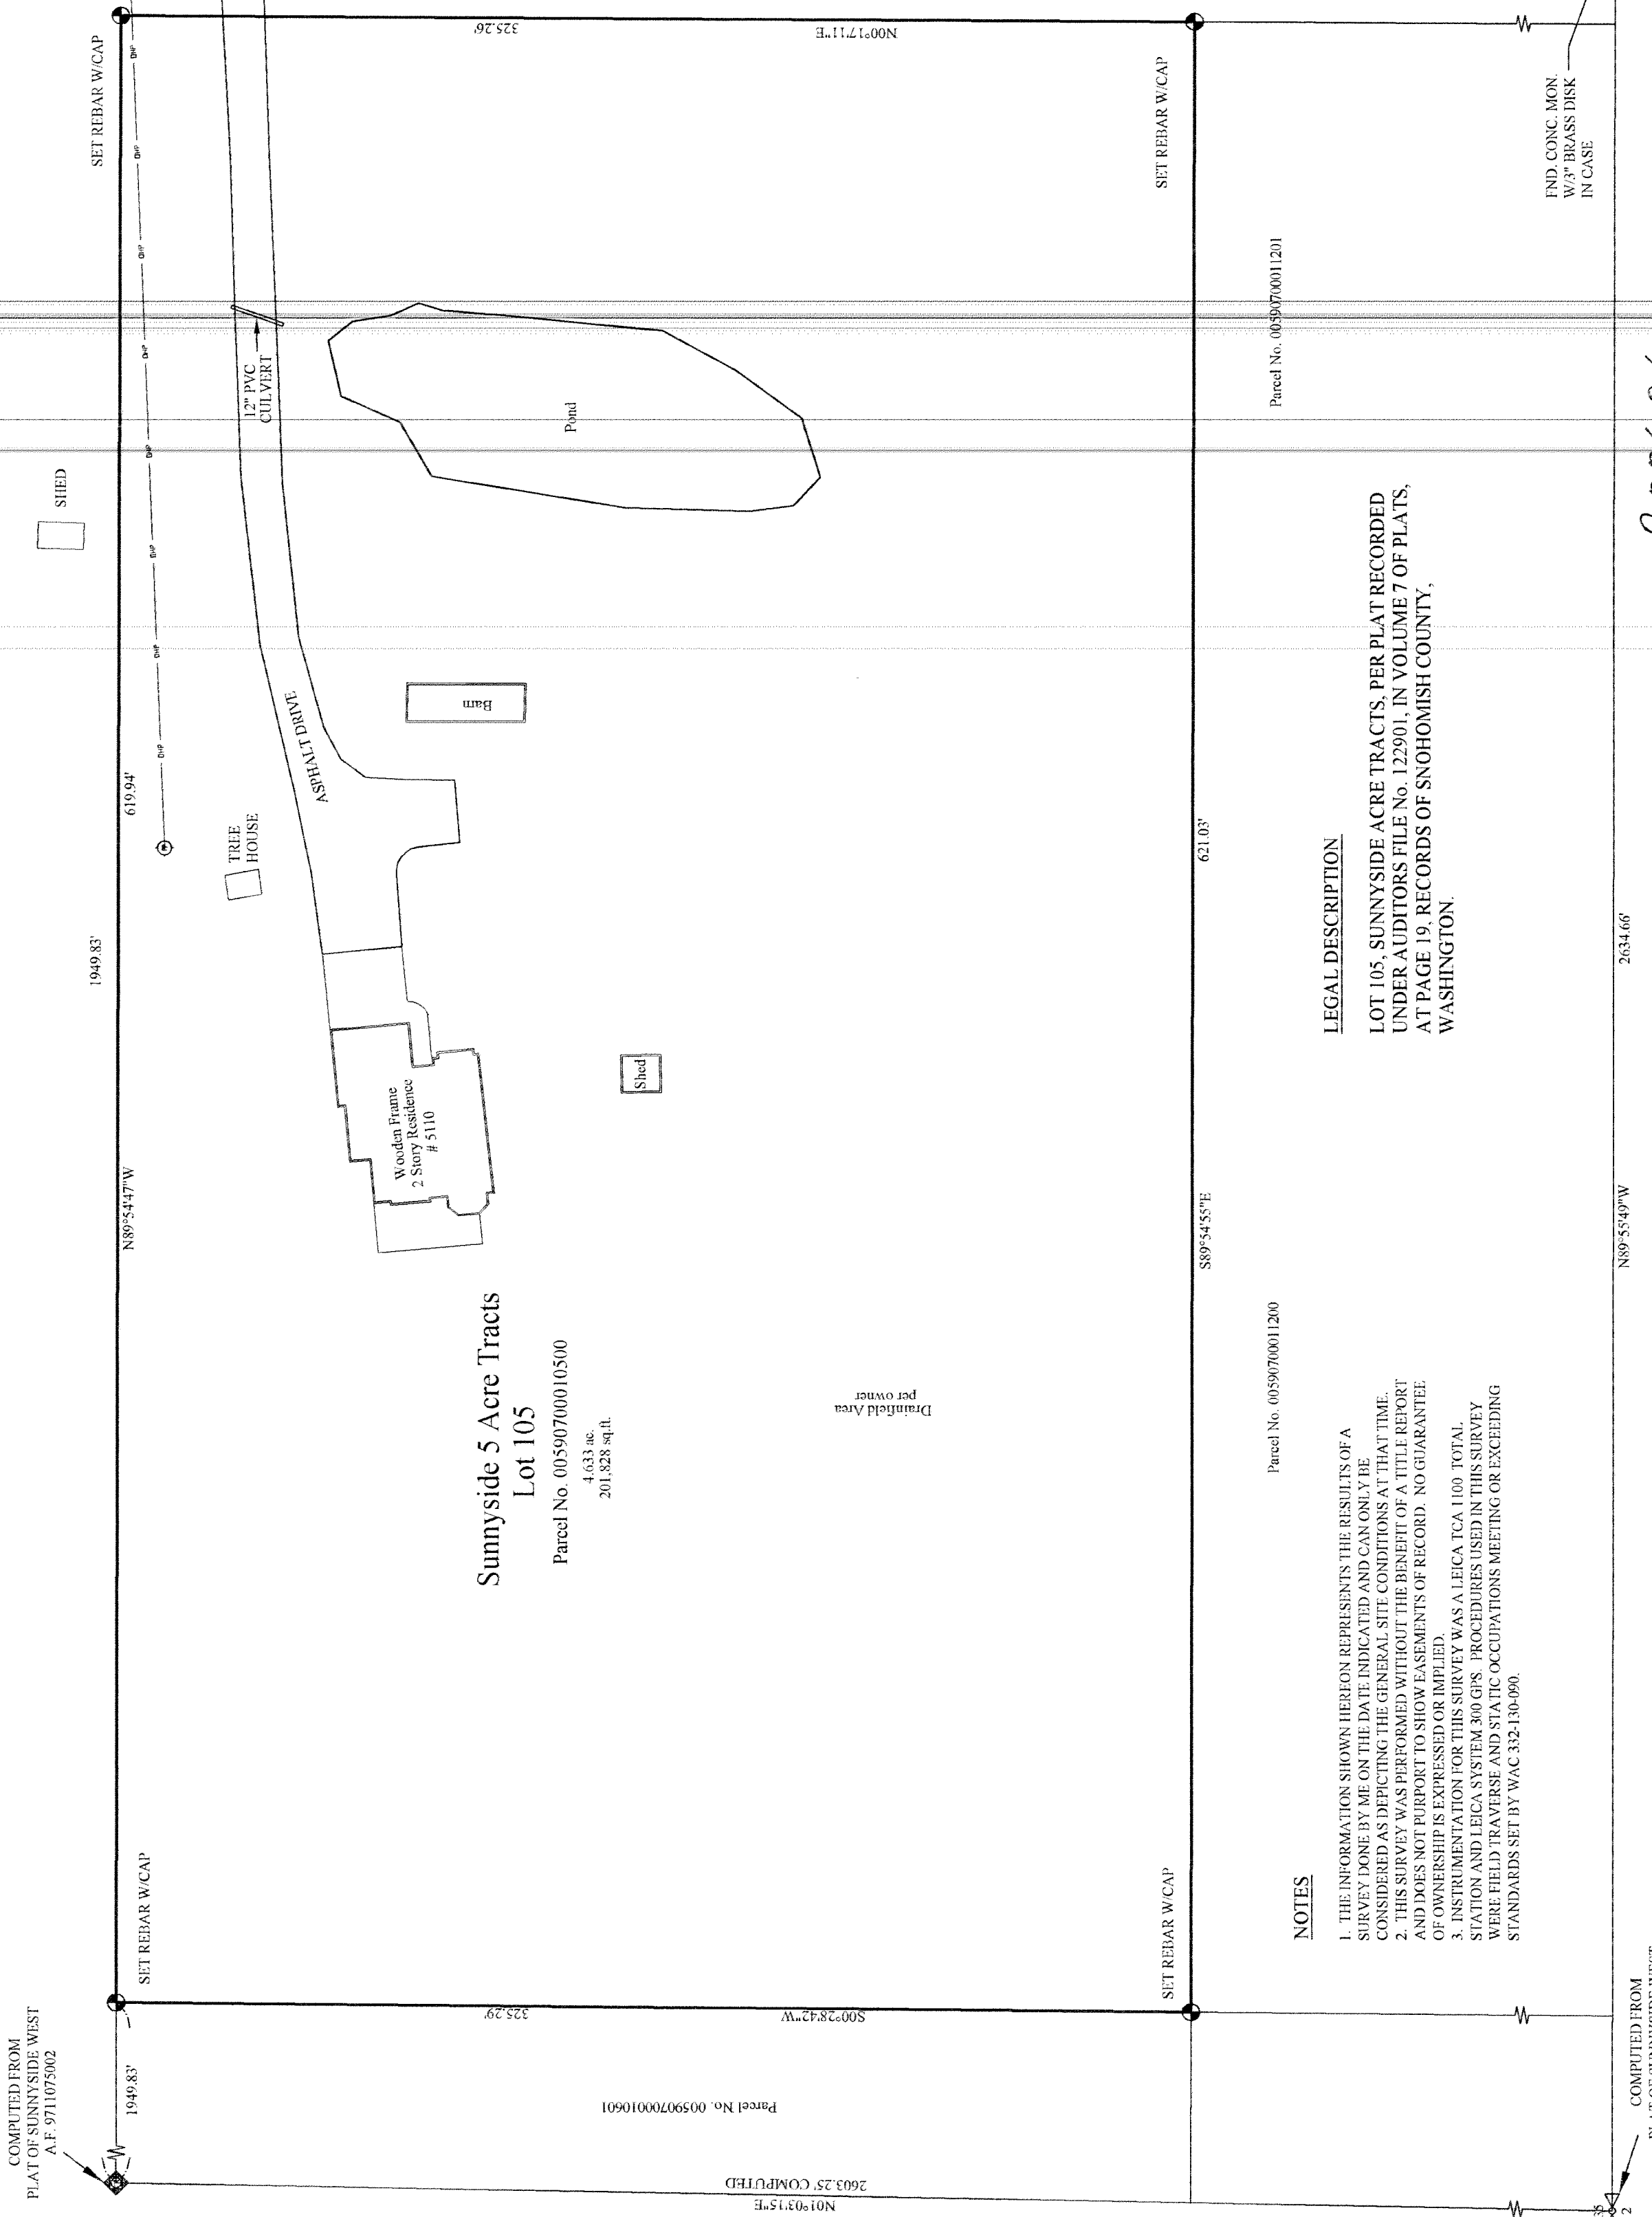 COMPUTED FROM
PLAT OF SUNNYSIDE WEST
A.F. 9711075002
1949.83'
SET REBAR W/CAP
N89°54'47"W
1949.83'
619.94'
SHED
SET REBAR W/CAP
OHP
OHP
OHP
OHP
OHP
OHP
OHP
OHP
TREE
HOUSE
ASPHALT DRIVE
12" PVC
CULVERT
325.26'
N00°17'11"E
Pond
Barn
Wooden Frame
2 Story Residence
# 5110
Shed
Sunnyside 5 Acre Tracts
Lot 105
Parcel No. 00590700010500
4.633 ac.
201,828 sq.ft.
Drainfield Area
per owner
325.29'
S00°28'42"W
Parcel No. 00590700010601
2603.25' COMPUTED
N01°03'15"E
SET REBAR W/CAP
S89°54'55"E
621.03'
SET REBAR W/CAP
Parcel No. 00590700011200
Parcel No. 00590700011201
NOTES
1. THE INFORMATION SHOWN HEREON REPRESENTS THE RESULTS OF A
SURVEY DONE BY ME ON THE DATE INDICATED AND CAN ONLY BE
CONSIDERED AS DEPICTING THE GENERAL SITE CONDITIONS AT THAT TIME.
2. THIS SURVEY WAS PERFORMED WITHOUT THE BENEFIT OF A TITLE REPORT
AND DOES NOT PURPORT TO SHOW EASEMENTS OF RECORD. NO GUARANTEE
OF OWNERSHIP IS EXPRESSED OR IMPLIED.
3. INSTRUMENTATION FOR THIS SURVEY WAS A LEICA TCA 1100 TOTAL
STATION AND LEICA SYSTEM 300 GPS. PROCEDURES USED IN THIS SURVEY
WERE FIELD TRAVERSE AND STATIC OCCUPATIONS MEETING OR EXCEEDING
STANDARDS SET BY WAC 332-130-090.
LEGAL DESCRIPTION
LOT 105, SUNNYSIDE ACRE TRACTS, PER PLAT RECORDED
UNDER AUDITORS FILE No. 122901, IN VOLUME 7 OF PLATS,
AT PAGE 19, RECORDS OF SNOHOMISH COUNTY,
WASHINGTON.
FND. CONC. MON.
W/3" BRASS DISK
IN CASE
N89°55'49"W
2634.66'
35
2
COMPUTED FROM